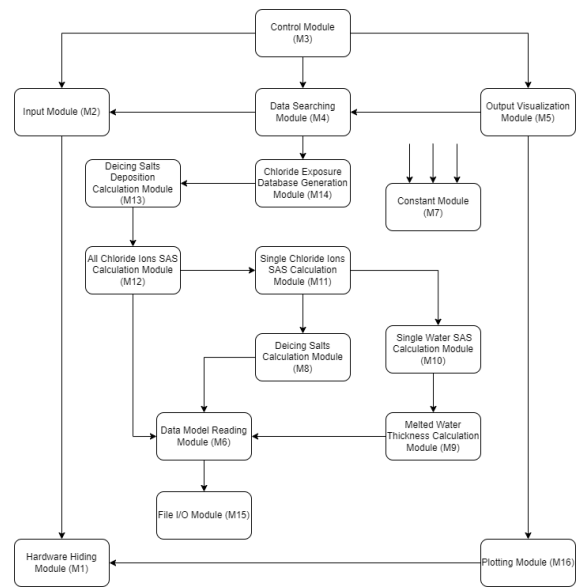 Control Module
(M3)
Input Module (M2)
Data Searching
Module (M4)
Output Visualization
Module (M5)
Deicing Salts
Deposition
Calculation Module
(M13)
Chloride Exposure
Database Generation
Module (M14)
Constant Module
(M7)
All Chloride Ions SAS
Calculation Module
(M12)
Single Chloride Ions
SAS Calculation
Module (M11)
Single Water SAS
Calculation Module
(M10)
Deicing Salts
Calculation Module
(M8)
Data Model Reading
Module (M6)
Melted Water
Thickness Calculation
Module (M9)
File I/O Module (M15)
Hardware Hiding
Module (M1)
Plotting Module (M16)